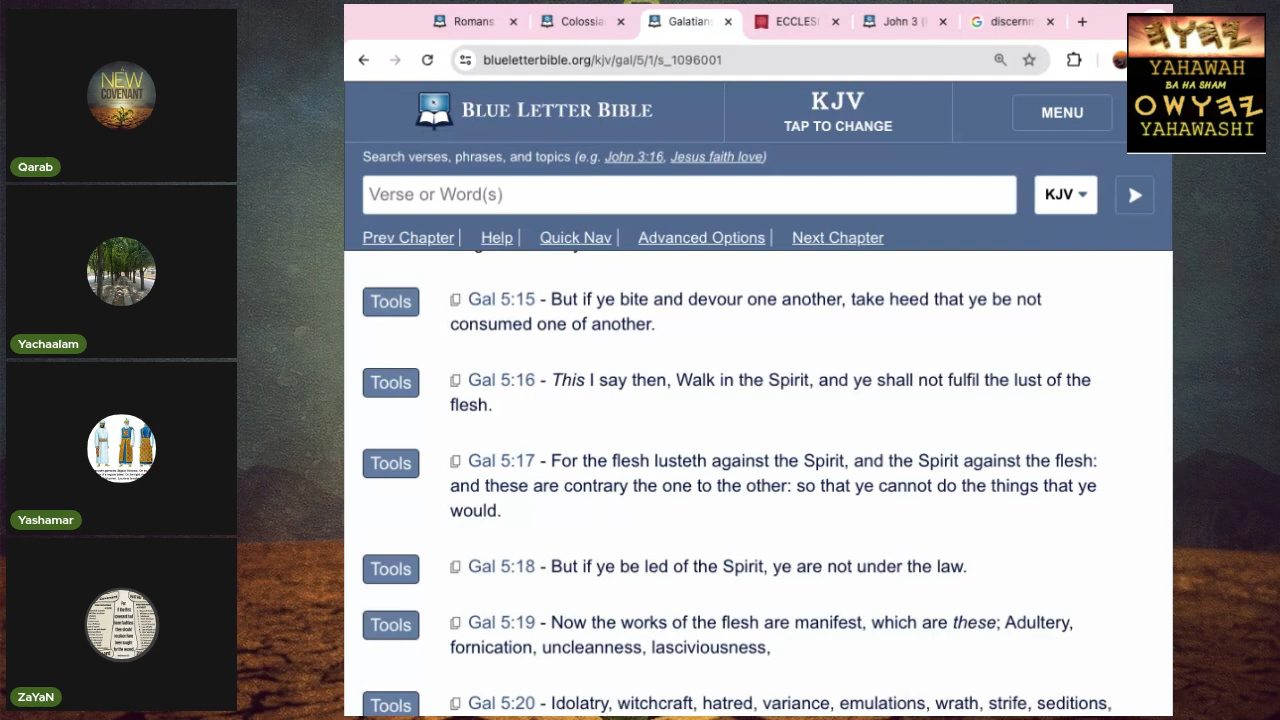 Romans
Colossia
Galatian
ECCLES
John 3 (
discernm
blueletterbible.org/kjv/gal/5/1/s_1096001
YAHAWAH
BA HA SHAM
YAHAWASHI
BLUE LETTER BIBLE
KJV
TAP TO CHANGE
MENU
Search verses, phrases, and topics (e.g. John 3:16, Jesus faith love)
Verse or Word(s)
KJV
Prev Chapter| Help| Quick Nav| Advanced Options| Next Chapter
Tools
Gal 5:15 - But if ye bite and devour one another, take heed that ye be not
consumed one of another.
Tools
Gal 5:16 - This I say then, Walk in the Spirit, and ye shall not fulfil the lust of the
flesh.
Tools
Gal 5:17 - For the flesh lusteth against the Spirit, and the Spirit against the flesh:
and these are contrary the one to the other: so that ye cannot do the things that ye
would.
Tools
Gal 5:18 - But if ye be led of the Spirit, ye are not under the law.
Tools
Gal 5:19 - Now the works of the flesh are manifest, which are these; Adultery,
fornication, uncleanness, lasciviousness,
Tools
Gal 5:20 - Idolatry, witchcraft, hatred, variance, emulations, wrath, strife, seditions,
NEW
COVENANT
Qarab
Yachaalam
Yashamar
ZaYaN